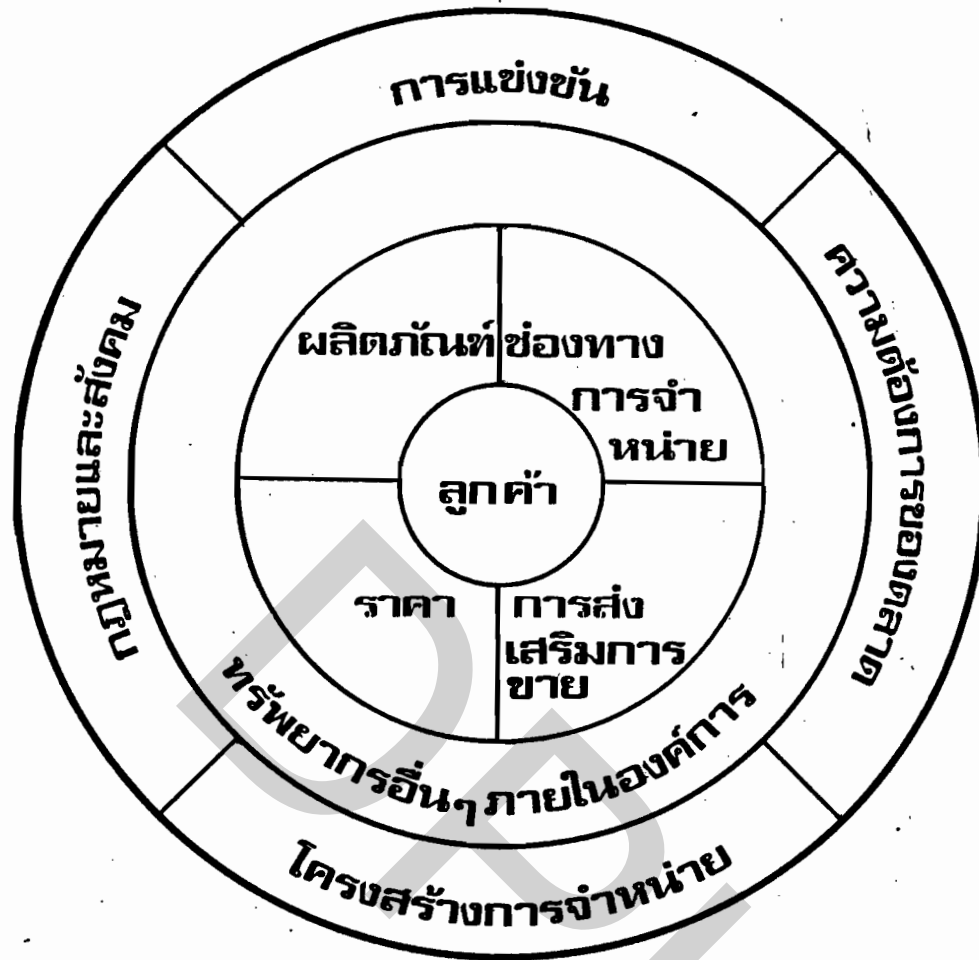 การแข่งขัน
กฎหมายและสังคม
ความต้องการของตลาด
ผลิตภัณฑ์
ช่องทาง
การจำ
หน่าย
ลูกค้า
ราคา
การส่ง
เสริมการ
ขาย
ทรัพยากรอื่นๆ ภายในองค์การ
โครงสร้างการจำหน่าย